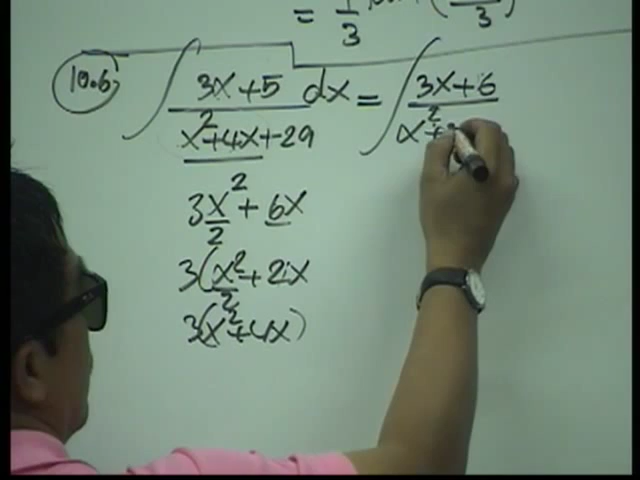 = 1/3 ( /3)
10.6, ∫ (3x+5)/(x²+4x+29) dx = ∫ (3x+6)/(x²+
3x²/2 + 6x
3(x²/2 + 2x
3(x²+4x)